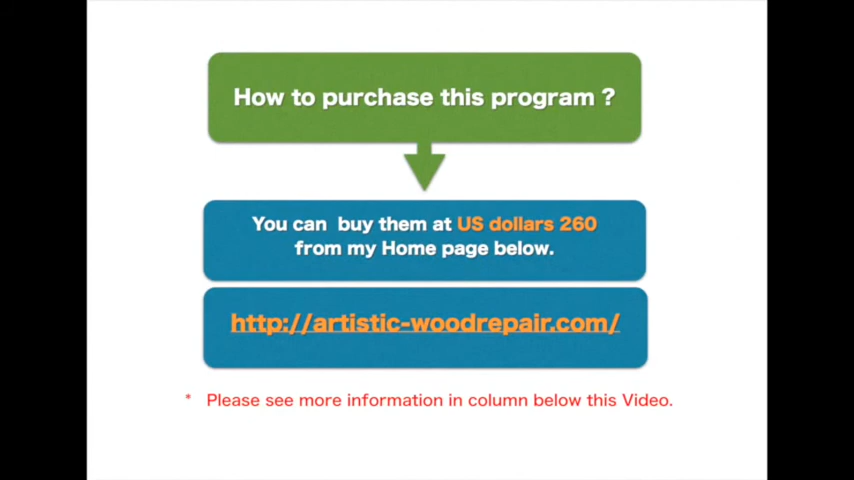 How to purchase this program ?
You can buy them at US dollars 260
from my Home page below.
http://artistic-woodrepair.com/
* Please see more information in column below this Video.